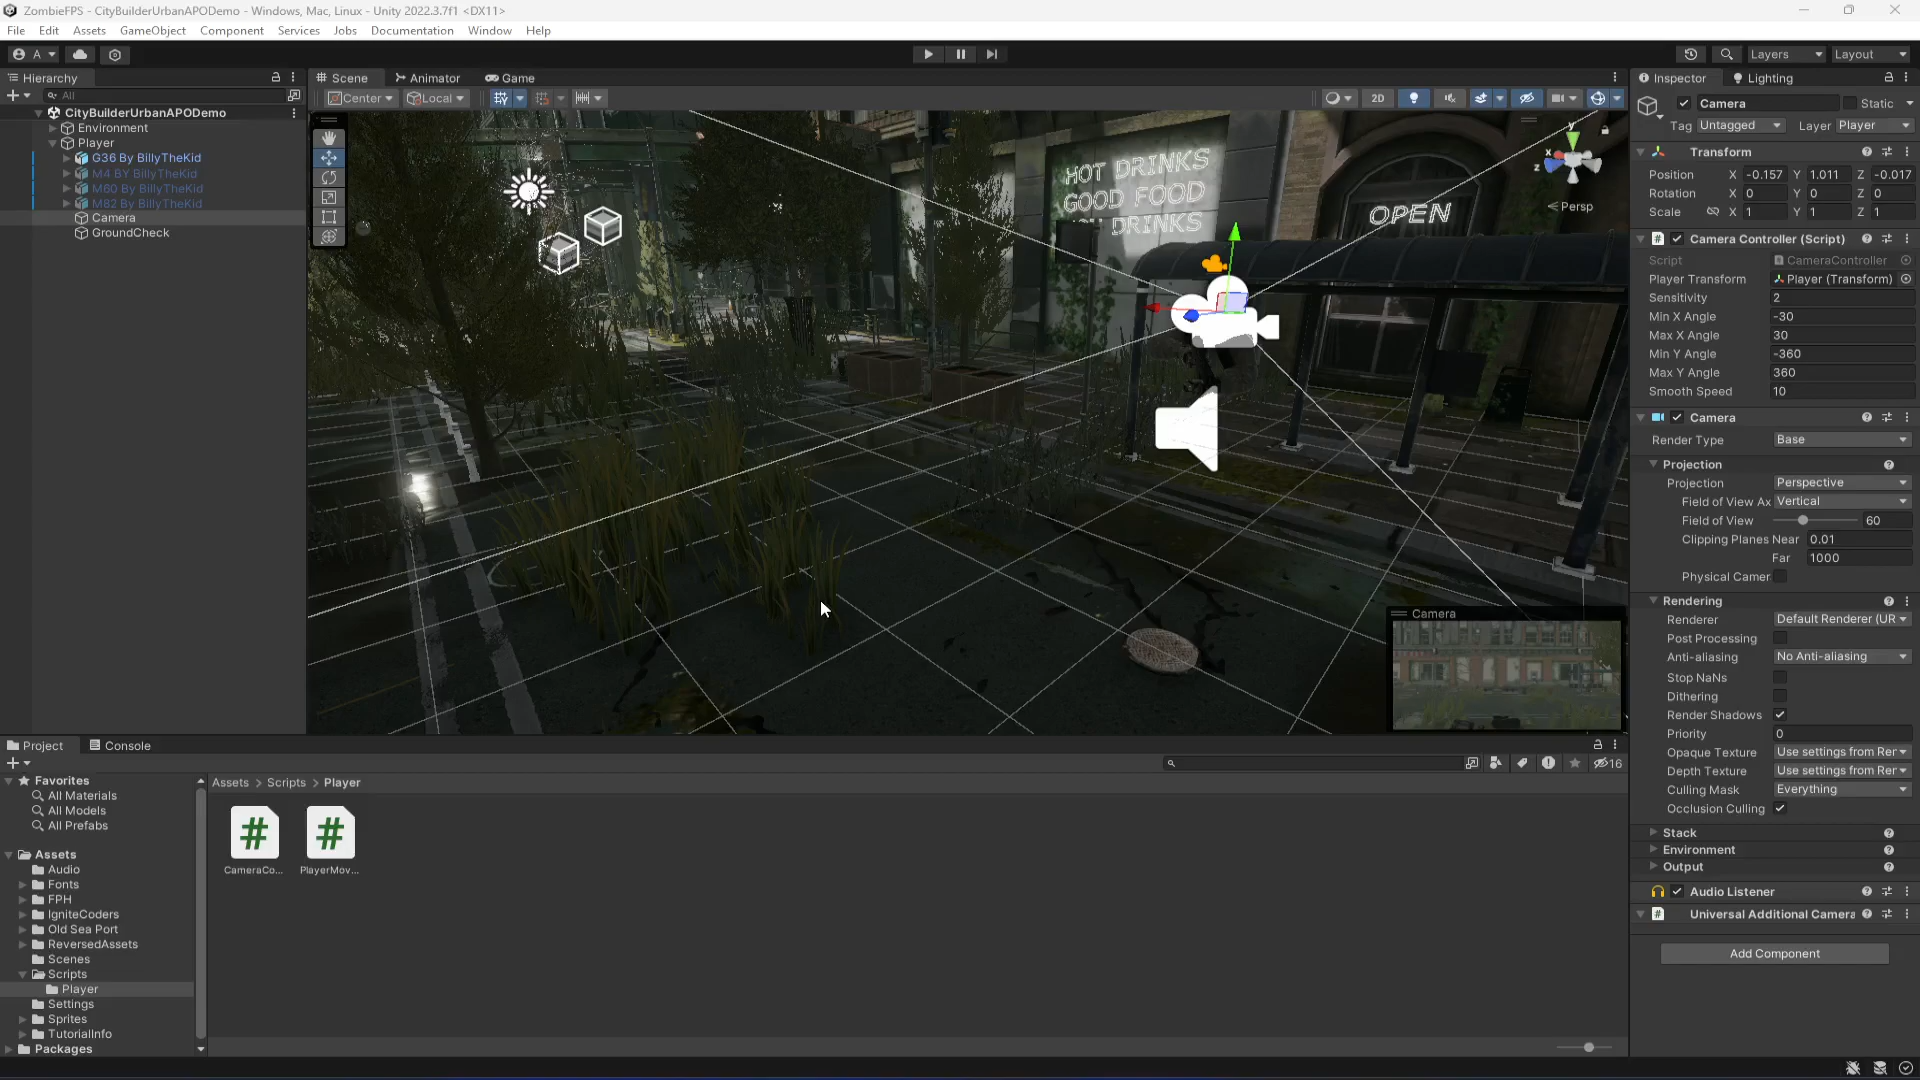 ZombieFPS - CityBuilderUrbanAPODemo - Windows, Mac, Linux - Unity 2022.3.7f1 <DX11>
File Edit Assets GameObject Component Services Jobs Documentation Window Help
A
Layers
Layout
Hierarchy
All
CityBuilderUrbanAPODemo
Environment
Player
G36 By BillyTheKid
M4 BY BillyTheKid
M60 By BillyTheKid
M82 By BillyTheKid
Camera
GroundCheck
Scene Animator Game
Center Local
2D
HOT DRINKS
GOOD FOOD
DRINKS
OPEN
y
x
z
Persp
Camera
Inspector Lighting
Camera Static
Tag Untagged Layer Player
Transform
Position X -0.157 Y 1.011 Z -0.017
Rotation X 0 Y 0 Z 0
Scale X 1 Y 1 Z 1
Camera Controller (Script)
Script CameraController
Player Transform Player (Transform)
Sensitivity 2
Min X Angle -30
Max X Angle 30
Min Y Angle -360
Max Y Angle 360
Smooth Speed 10
Camera
Render Type Base
Projection
Projection Perspective
Field of View Ax Vertical
Field of View 60
Clipping Planes Near 0.01
Far 1000
Physical Camer
Rendering
Renderer Default Renderer (UR
Post Processing
Anti-aliasing No Anti-aliasing
Stop NaNs
Dithering
Render Shadows
Priority 0
Opaque Texture Use settings from Rer
Depth Texture Use settings from Rer
Culling Mask Everything
Occlusion Culling
Stack
Environment
Output
Audio Listener
Universal Additional Camera
Add Component
Project Console
16
Favorites
All Materials
All Models
All Prefabs
Assets
Audio
Fonts
FPH
IgniteCoders
Old Sea Port
ReversedAssets
Scenes
Scripts
Player
Settings
Sprites
TutorialInfo
Packages
Assets > Scripts > Player
# #
CameraCo... PlayerMov...